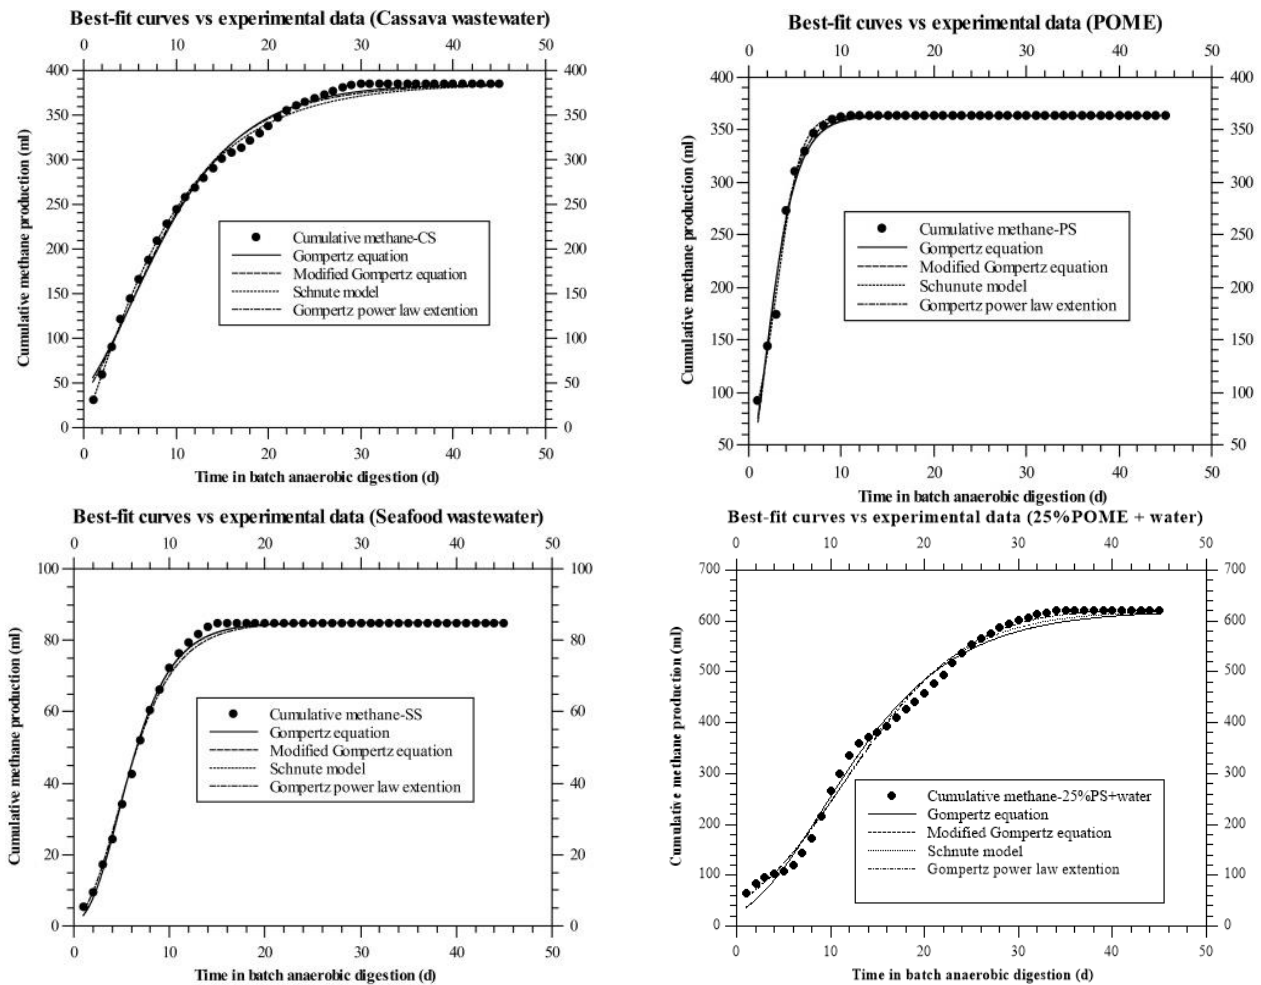 Best-fit curves vs experimental data (Cassava wastewater)
0 10 20 30 40 50
400 400
350 350
300 300
250 250
200 200
150 150
100 100
50 50
0 0
Cumulative methane production (ml)
Cumulative methane-CS
Gompertz equation
Modified Gompertz equation
Schnute model
Gompertz power law extention
0 10 20 30 40 50
Time in batch anaerobic digestion (d)
Best-fit cuves vs experimental data (POME)
0 10 20 30 40 50
400 400
350 350
300 300
250 250
200 200
150 150
100 100
50 50
Cumulative methane production (ml)
Cumulative methane-PS
Gompertz equation
Modified Gompertz equation
Schunute model
Gompertz power law extention
0 10 20 30 40 50
Time in batch anaerobic digestion (d)
Best-fit curves vs experimental data (Seafood wastewater)
0 10 20 30 40 50
100 100
80 80
60 60
40 40
20 20
0 0
Cumulative methane production (ml)
Cumulative methane-SS
Gompertz equation
Modified Gompertz equation
Schnute model
Gompertz power law extention
0 10 20 30 40 50
Time in batch anaerobic digestion (d)
Best-fit curves vs experimental data (25%POME + water)
0 10 20 30 40 50
700 700
600 600
500 500
400 400
300 300
200 200
100 100
0 0
Cumulative methane production (ml)
Cumulative methane-25%PS+water
Gompertz equation
Modified Gompertz equation
Schnute model
Gompertz power law extention
0 10 20 30 40 50
Time in batch anaerobic digestion (d)